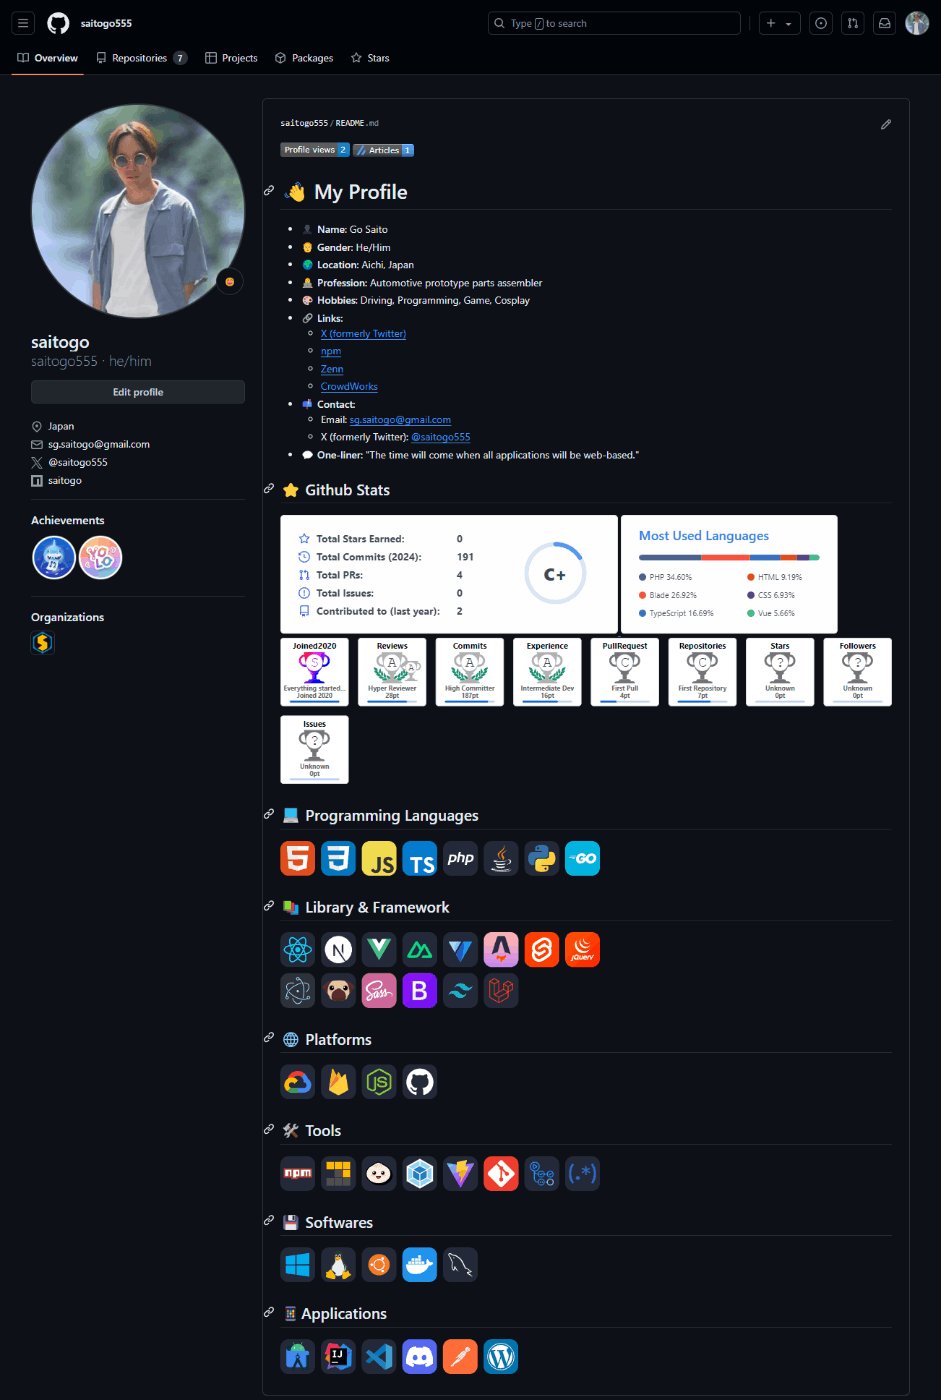 saitogo555
Type / to search
Overview
Repositories 7
Projects
Packages
Stars
saitogo
saitogo555 · he/him
Edit profile
Japan
sg.saitogo@gmail.com
@saitogo555
saitogo
Achievements
YOLO
Organizations
saitogo555 / README.md
Profile views 2
Articles 1
My Profile
Name: Go Saito
Gender: He/Him
Location: Aichi, Japan
Profession: Automotive prototype parts assembler
Hobbies: Driving, Programming, Game, Cosplay
Links:
X (formerly Twitter)
npm
Zenn
CrowdWorks
Contact:
Email: sg.saitogo@gmail.com
X (formerly Twitter): @saitogo555
One-liner: "The time will come when all applications will be web-based."
Github Stats
Total Stars Earned: 0
Total Commits (2024): 191
Total PRs: 4
Total Issues: 0
Contributed to (last year): 2
C+
Most Used Languages
PHP 34.60%
HTML 9.19%
Blade 26.92%
CSS 6.93%
TypeScript 16.69%
Vue 5.66%
Joined2020
S
Everything started...
Joined 2020
Reviews
A
A
Hyper Reviewer
28pt
Commits
A
High Committer
187pt
Experience
A
Intermediate Dev
16pt
PullRequest
C
First Pull
4pt
Repositories
C
First Repository
7pt
Stars
?
Unknown
0pt
Followers
?
Unknown
0pt
Issues
?
Unknown
0pt
Programming Languages
JS
TS
php
GO
Library & Framework
N
jQuery
Sass
B
Platforms
JS
Tools
npm
(.*)
Softwares
Applications
IJ